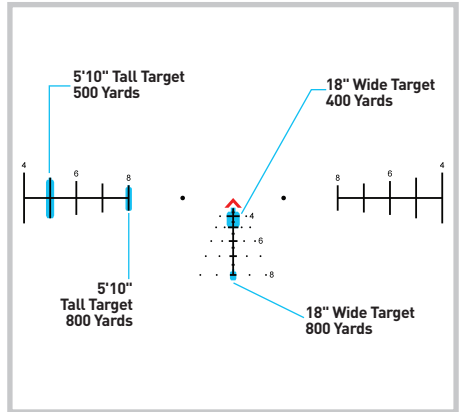 5'10" Tall Target
500 Yards
18" Wide Target
400 Yards
4
6
8
8
6
4
4
6
8
5'10"
Tall Target
800 Yards
18" Wide Target
800 Yards